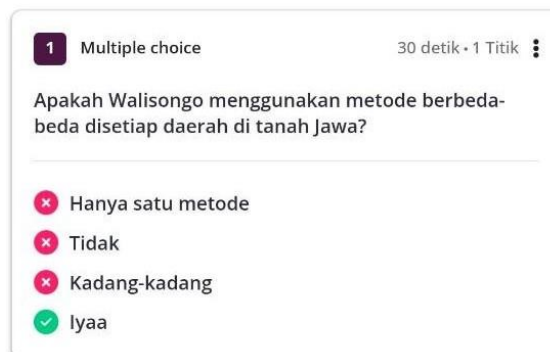 1 Multiple choice 30 detik • 1 Titik
Apakah Walisongo menggunakan metode berbeda-
beda disetiap daerah di tanah Jawa?
Hanya satu metode
Tidak
Kadang-kadang
Iyaa